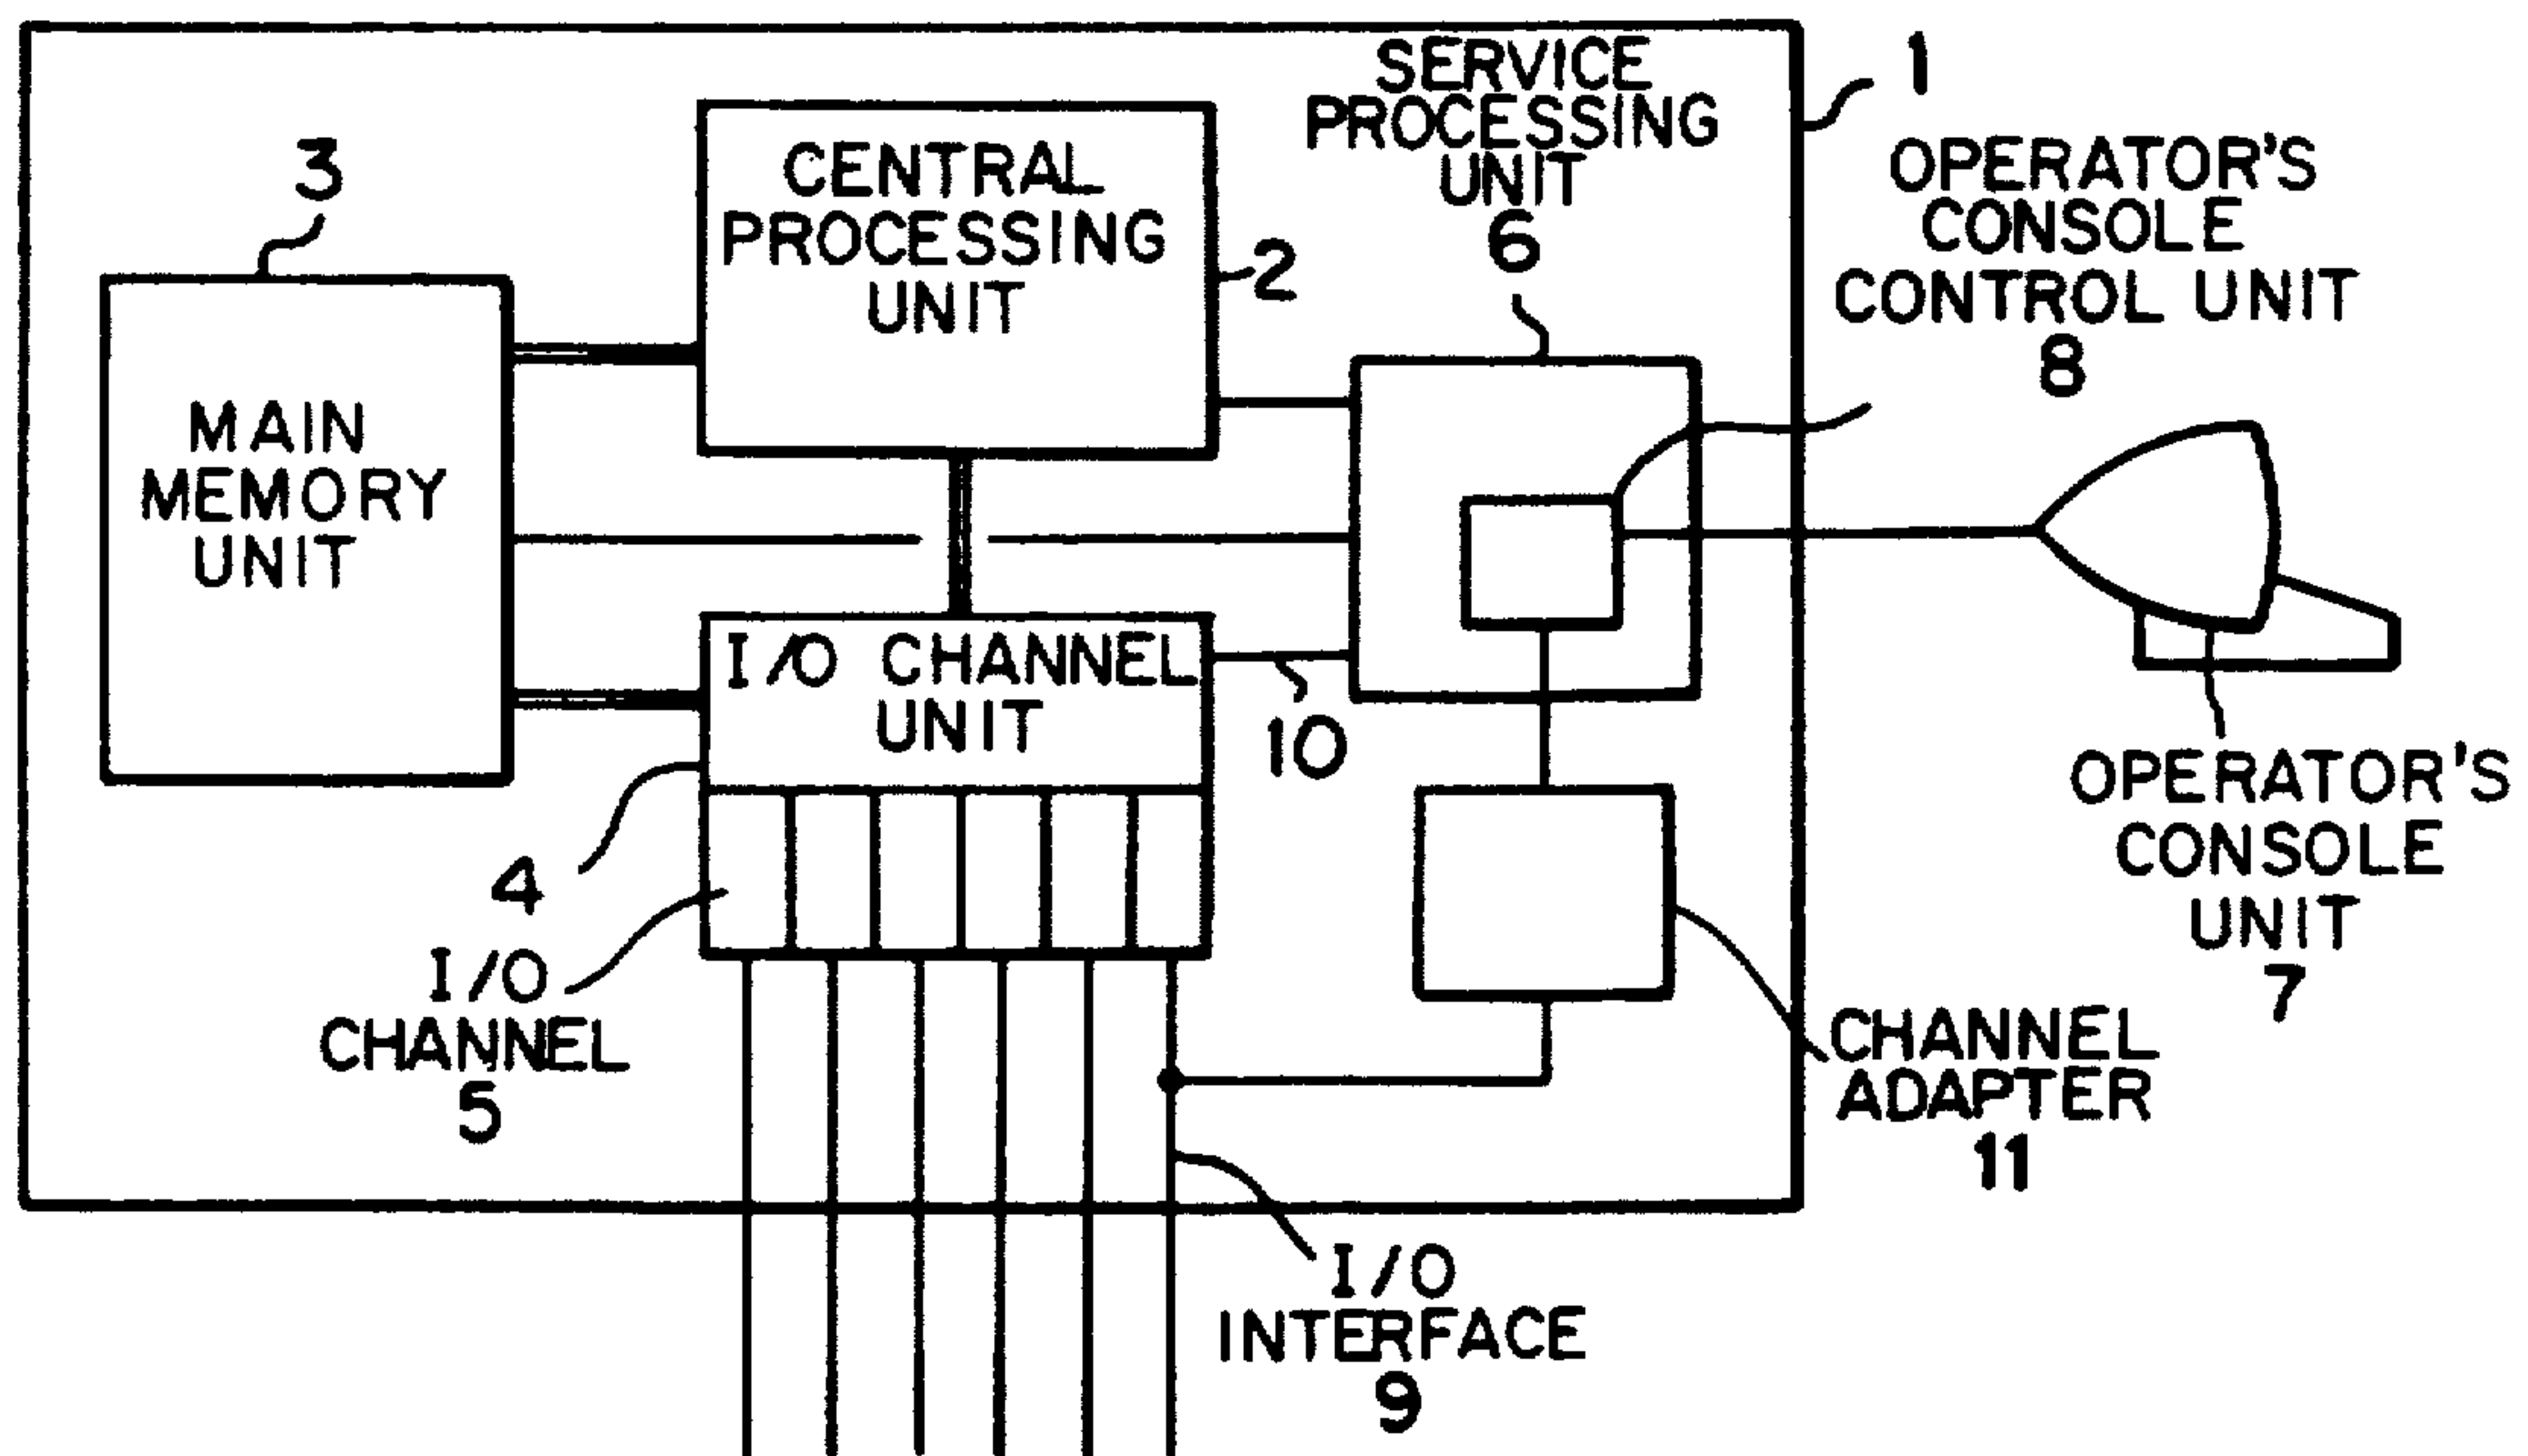 1
SERVICE
PROCESSING
UNIT
6
OPERATOR'S
CONSOLE
CONTROL UNIT
8
3
CENTRAL
PROCESSING
UNIT
2
MAIN
MEMORY
UNIT
I/O CHANNEL
UNIT
10
4
OPERATOR'S
CONSOLE
UNIT
7
I/O
CHANNEL
5
CHANNEL
ADAPTER
11
I/O
INTERFACE
9